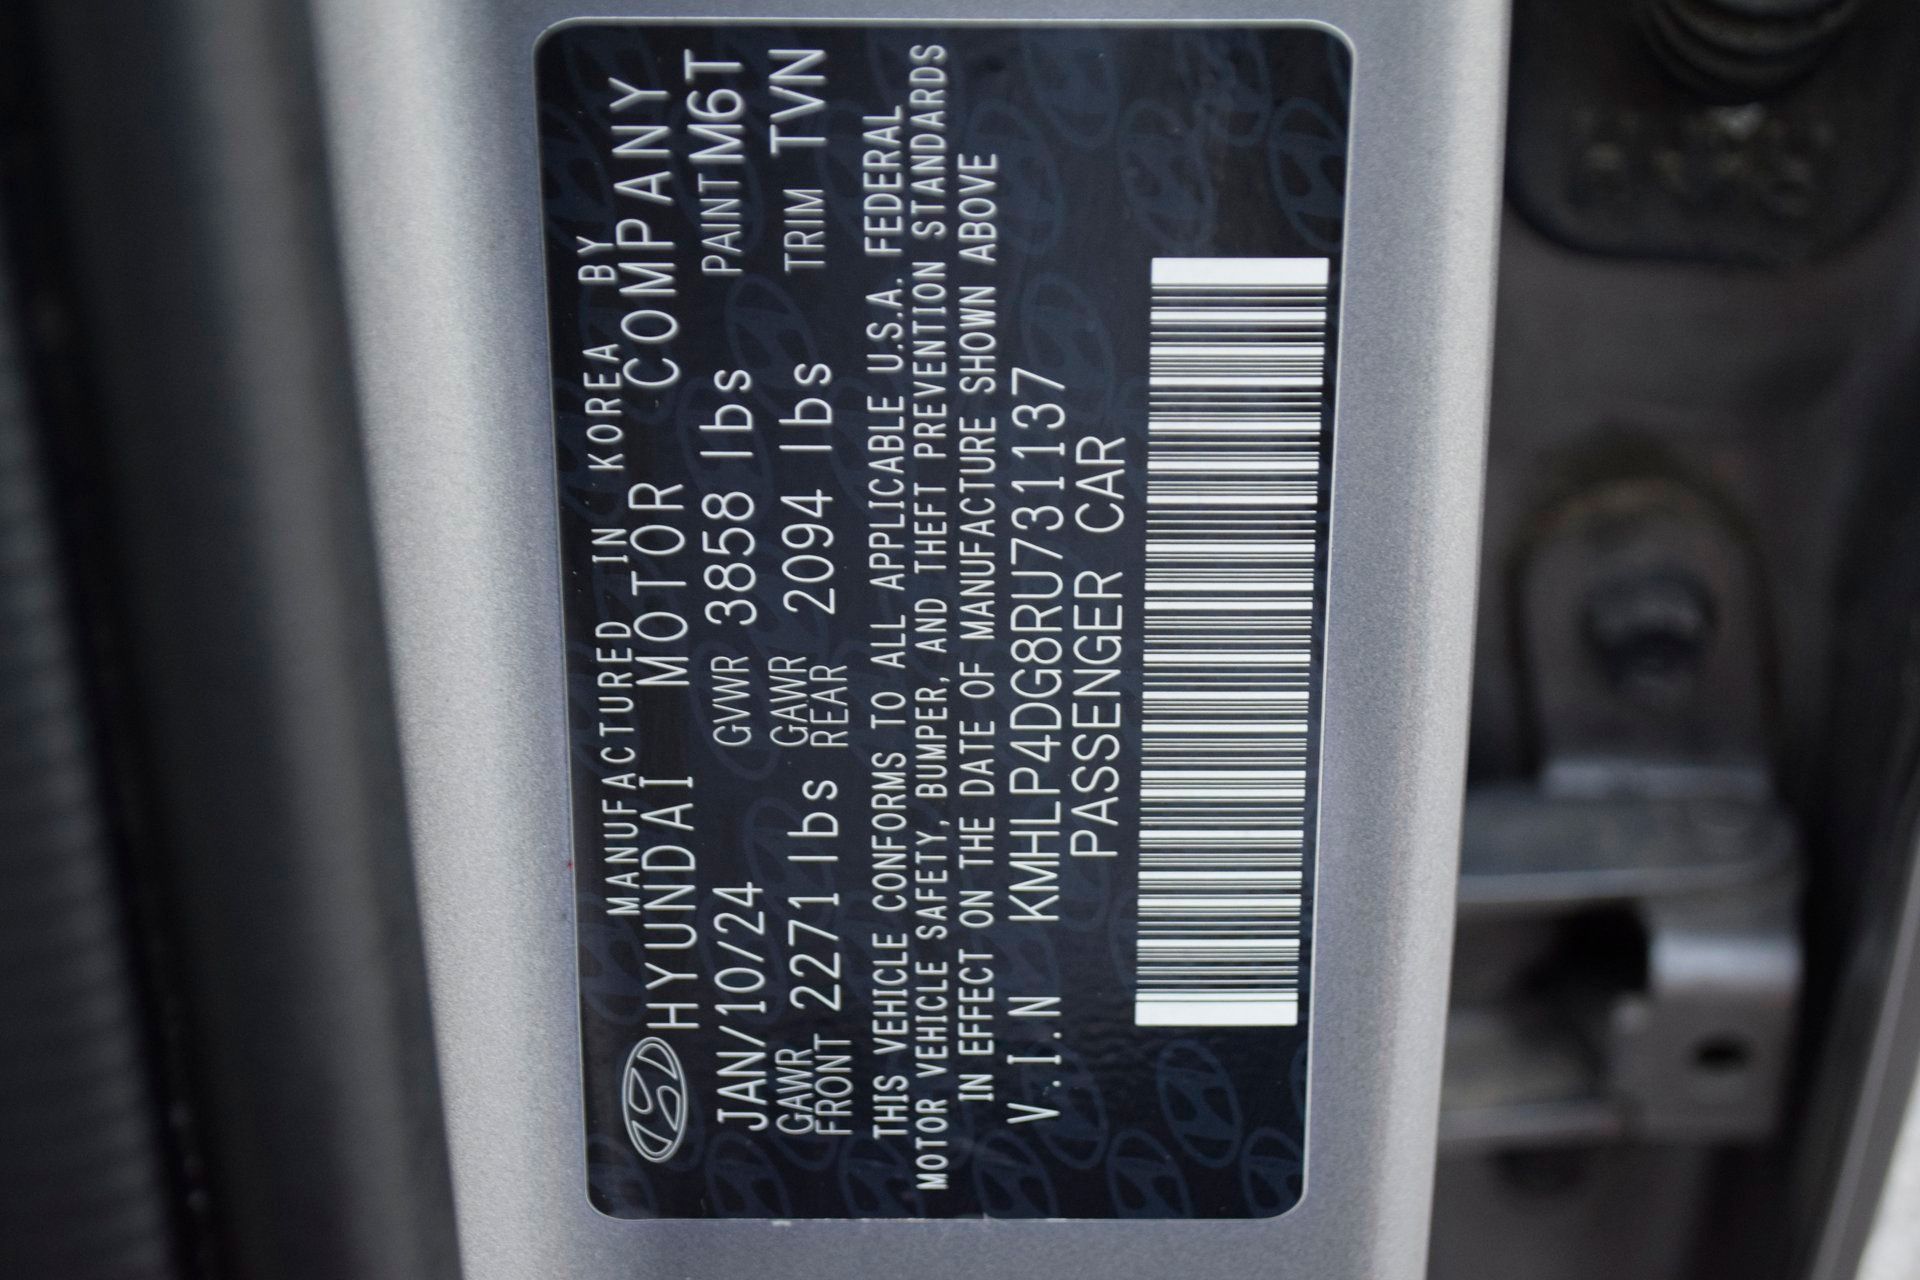 MANUFACTURED IN KOREA BY
HYUNDAI MOTOR COMPANY
JAN/10/24 GVWR 3858 lbs PAINT M6T
GAWR FRONT 2271 lbs GAWR REAR 2094 lbs TRIM TVN
THIS VEHICLE CONFORMS TO ALL APPLICABLE U.S.A. FEDERAL
MOTOR VEHICLE SAFETY, BUMPER, AND THEFT PREVENTION STANDARDS
IN EFFECT ON THE DATE OF MANUFACTURE SHOWN ABOVE
V.I.N KMHLP4DG8RU731137
PASSENGER CAR